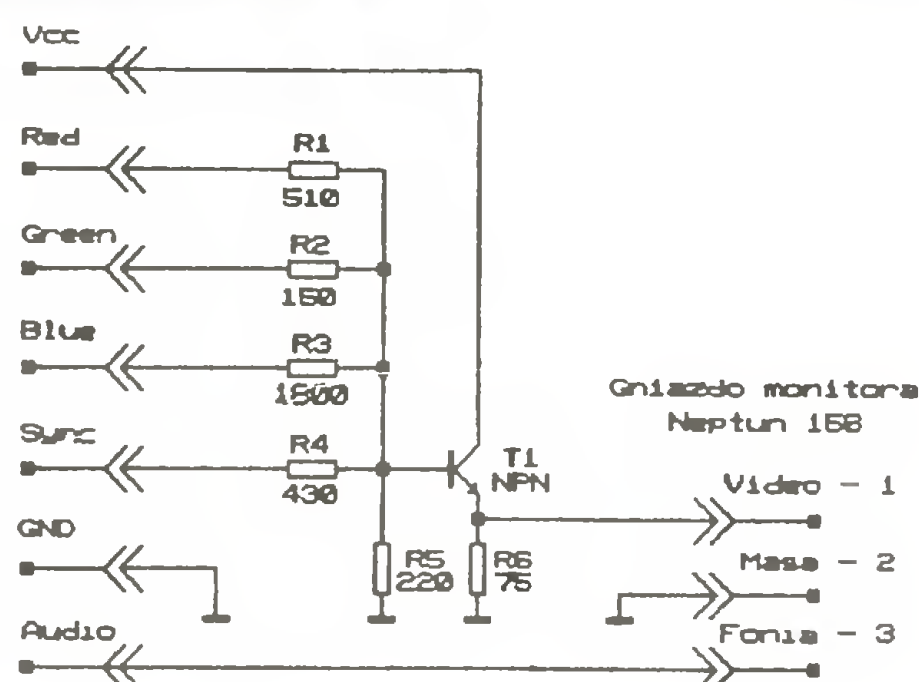 Vcc
Red
R1
510
Green
R2
150
Blue
R3
1500
Gniazdo monitora
Neptun 156
Sync
R4
430
T1
NPN
Video - 1
GND
R5
220
R6
75
Masa - 2
Audio
Fonia - 3